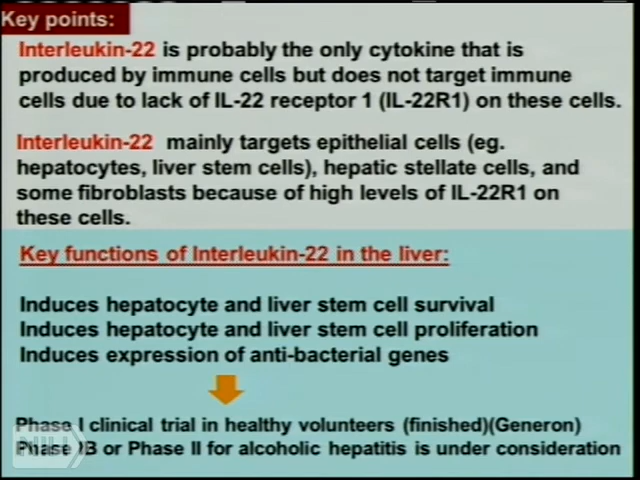 Key points:
Interleukin-22 is probably the only cytokine that is
produced by immune cells but does not target immune
cells due to lack of IL-22 receptor 1 (IL-22R1) on these cells.
Interleukin-22 mainly targets epithelial cells (eg.
hepatocytes, liver stem cells), hepatic stellate cells, and
some fibroblasts because of high levels of IL-22R1 on
these cells.
Key functions of Interleukin-22 in the liver:
Induces hepatocyte and liver stem cell survival
Induces hepatocyte and liver stem cell proliferation
Induces expression of anti-bacterial genes
Phase I clinical trial in healthy volunteers (finished)(Generon)
Phase IB or Phase II for alcoholic hepatitis is under consideration
NIH